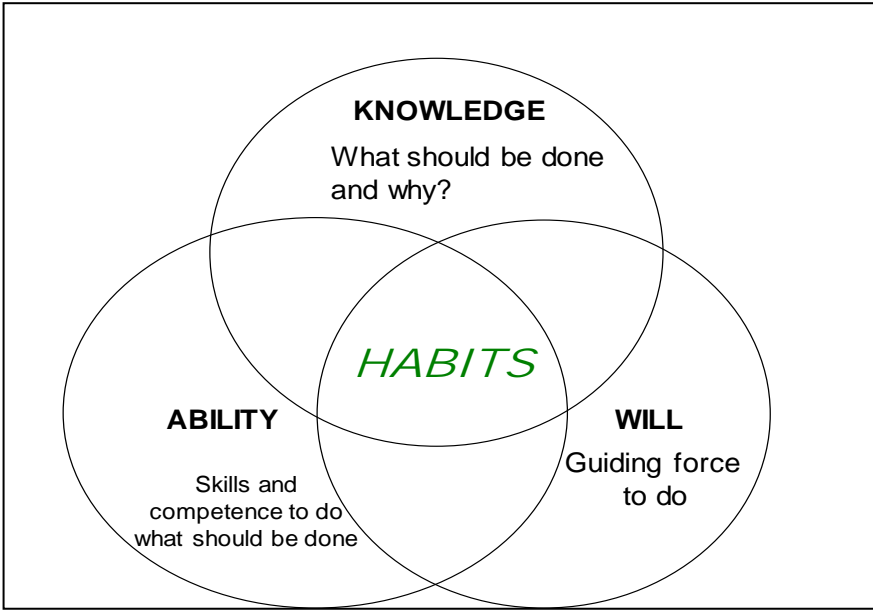 KNOWLEDGE
What should be done
and why?
HABITS
ABILITY
Skills and
competence to do
what should be done
WILL
Guiding force
to do